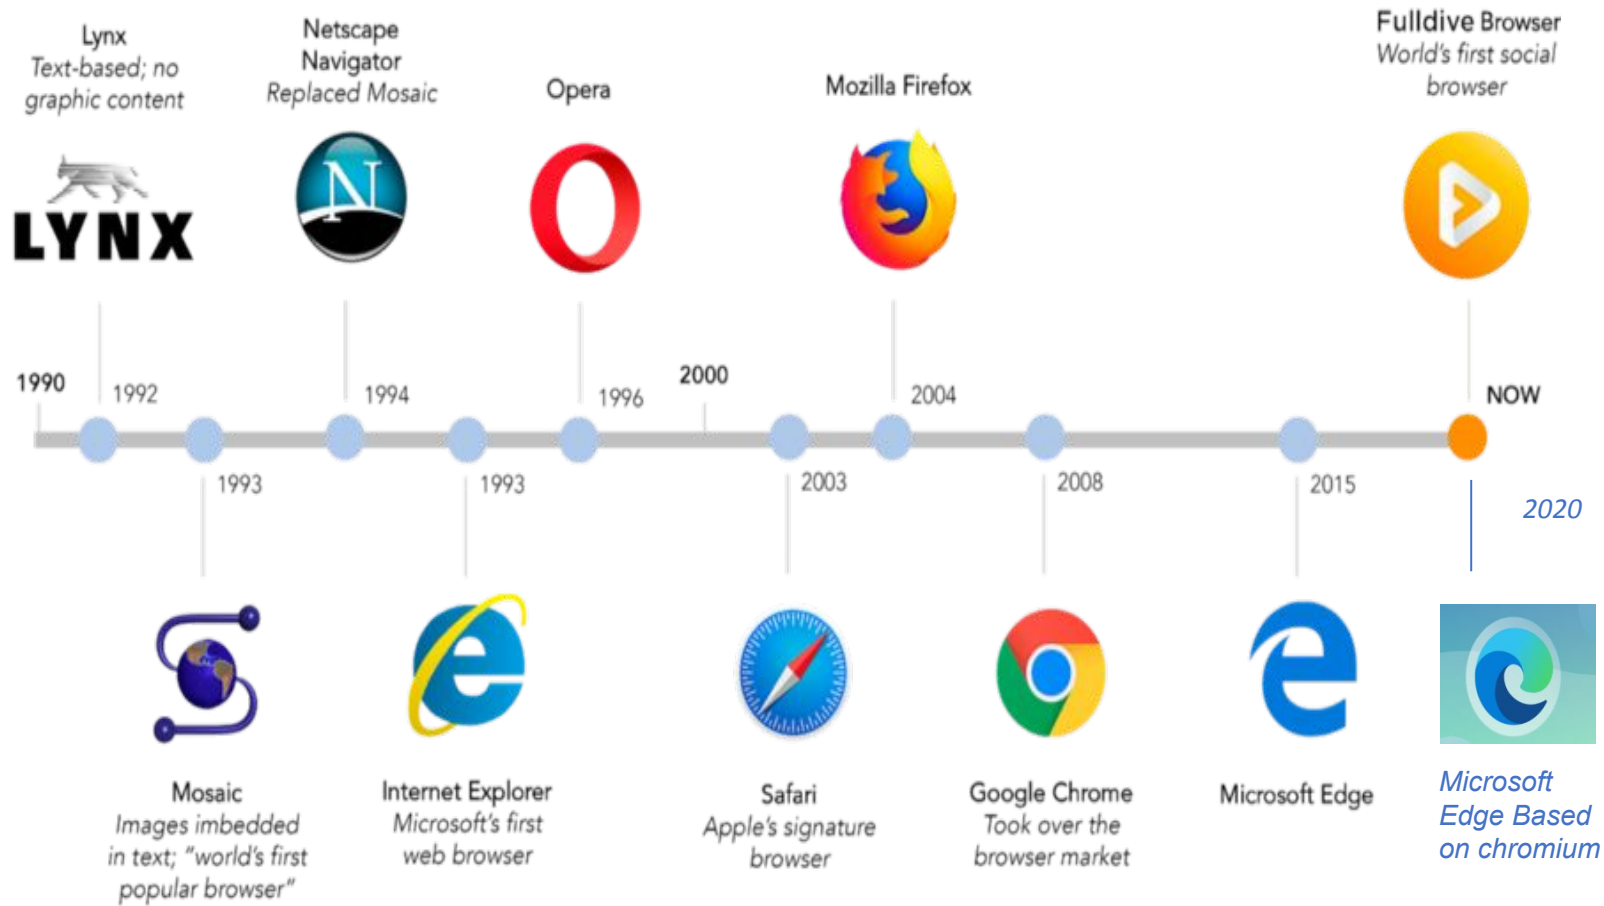 Lynx
Text-based; no
graphic content
LYNX
Netscape
Navigator
Replaced Mosaic
N
Opera
Mozilla Firefox
Fulldive Browser
World's first social
browser
1990
1992
1994
1996
2000
2004
NOW
1993
1993
2003
2008
2015
2020
Mosaic
Images imbedded
in text; "world's first
popular browser"
Internet Explorer
Microsoft's first
web browser
Safari
Apple's signature
browser
Google Chrome
Took over the
browser market
Microsoft Edge
Microsoft
Edge Based
on chromium